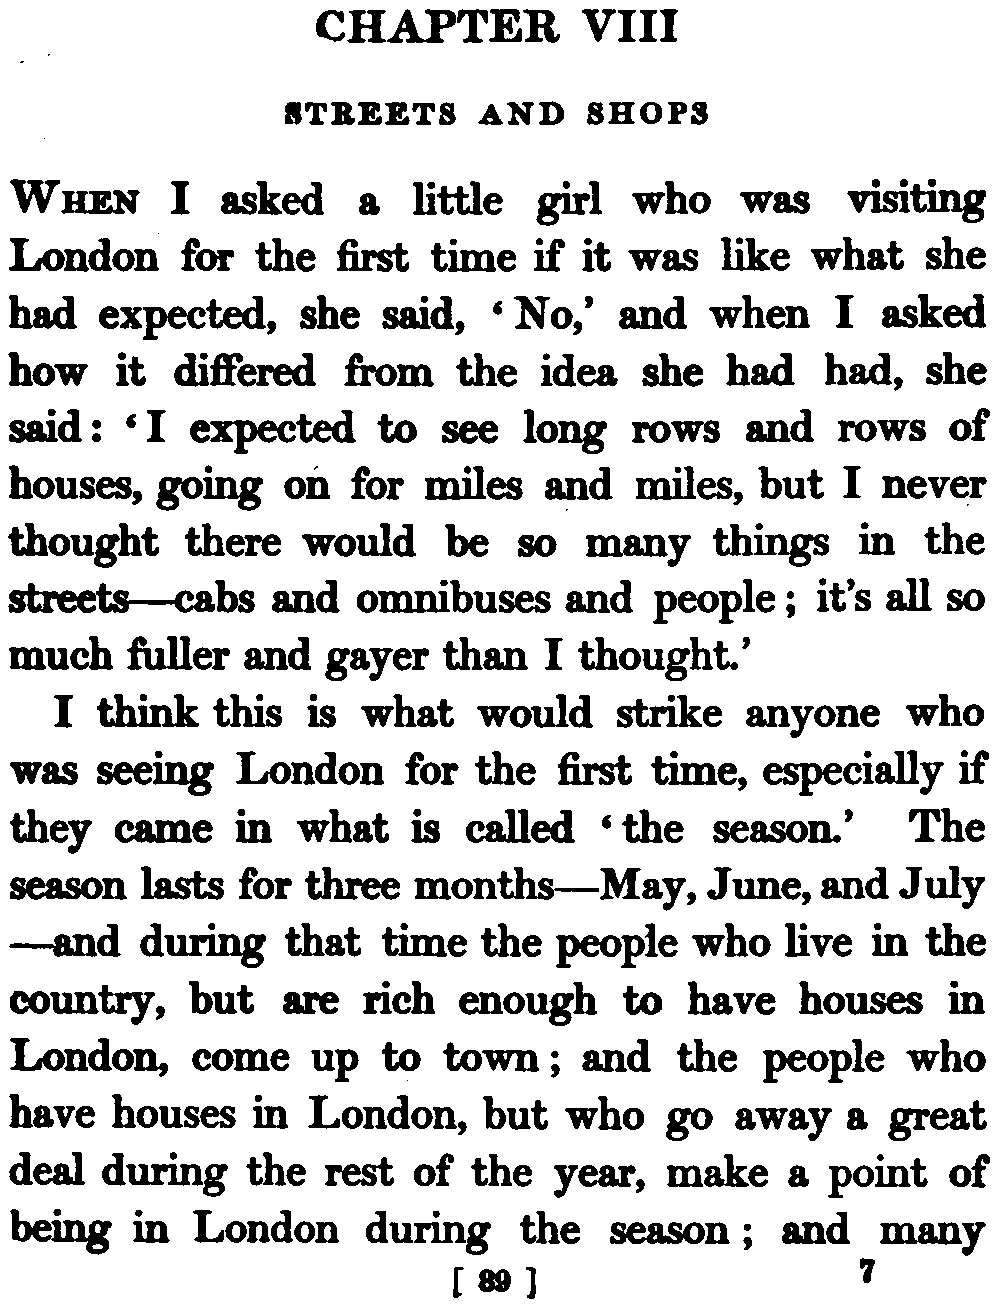 CHAPTER VIII
STREETS AND SHOPS
WHEN I asked a little girl who was visiting
London for the first time if it was like what she
had expected, she said, ‘No,’ and when I asked
how it differed from the idea she had had, she
said: ‘I expected to see long rows and rows of
houses, going on for miles and miles, but I never
thought there would be so many things in the
streets—cabs and omnibuses and people; it’s all so
much fuller and gayer than I thought.’
I think this is what would strike anyone who
was seeing London for the first time, especially if
they came in what is called ‘the season.’ The
season lasts for three months—May, June, and July
—and during that time the people who live in the
country, but are rich enough to have houses in
London, come up to town; and the people who
have houses in London, but who go away a great
deal during the rest of the year, make a point of
being in London during the season; and many
[ 89 ] 7